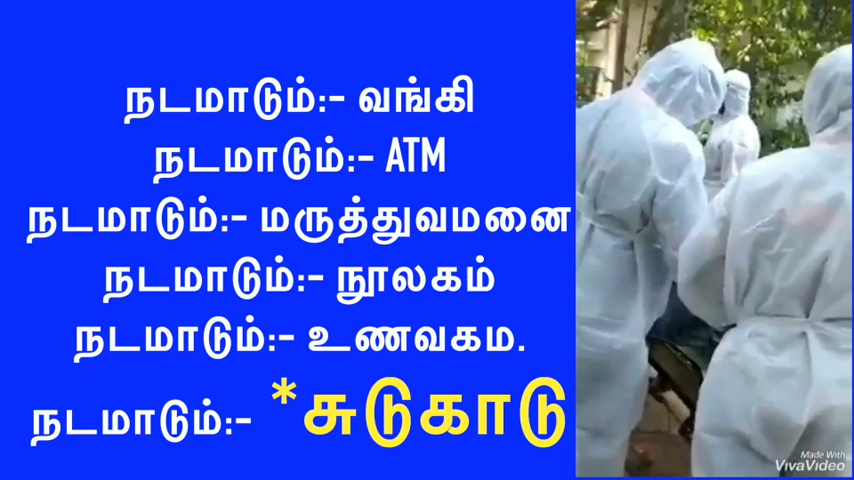 நடமாடும்:- வங்கி
நடமாடும்:- ATM
நடமாடும்:- மருத்துவமனை
நடமாடும்:- நூலகம்
நடமாடும்:- உணவகம.
நடமாடும்:- *சுடுகாடு
Made With
VivaVideo